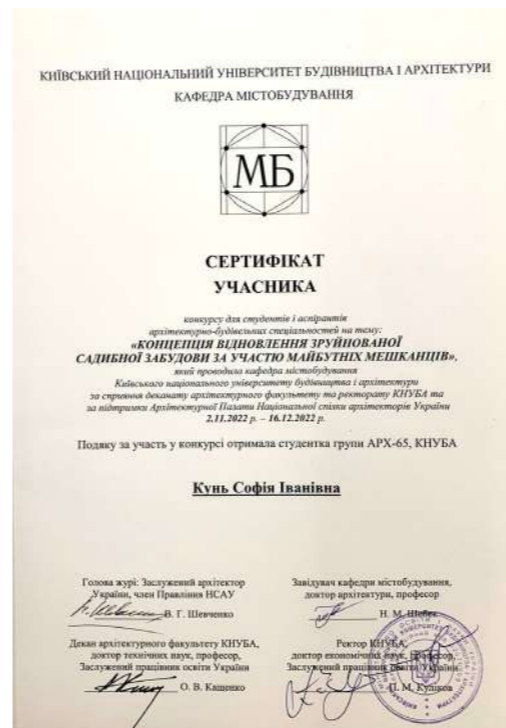 КИЇВСЬКИЙ НАЦІОНАЛЬНИЙ УНІВЕРСИТЕТ БУДІВНИЦТВА І АРХІТЕКТУРИ
КАФЕДРА МІСТОБУДУВАННЯ
МБ
СЕРТИФІКАТ
УЧАСНИКА
конкурсу для студентів і аспірантів
архітектурно-будівельних спеціальностей на тему:
«КОНЦЕПЦІЯ ВІДНОВЛЕННЯ ЗРУЙНОВАНОЇ
САДИБНОЇ ЗАБУДОВИ ЗА УЧАСТЮ МАЙБУТНІХ МЕШКАНЦІВ»,
який проводила кафедра містобудування
Київського національного університету будівництва і архітектури
за сприяння деканату архітектурного факультету та ректорату КНУБА та
за підтримки Архітектурної Палати Національної спілки архітекторів України
2.11.2022 р. – 16.12.2022 р.
Подяку за участь у конкурсі отримала студентка групи АРХ-65, КНУБА
Кунь Софія Іванівна
Голова журі: Заслужений архітектор
України, член Правління НСАУ
В. Г. Шевченко
Завідувач кафедри містобудування,
доктор архітектури, професор
Н. М. Шебек
Декан архітектурного факультету КНУБА,
доктор технічних наук, професор,
Заслужений працівник освіти України
О. В. Кащенко
Ректор КНУБА,
доктор економічних наук, професор,
Заслужений працівник освіти України
П. М. Куліков